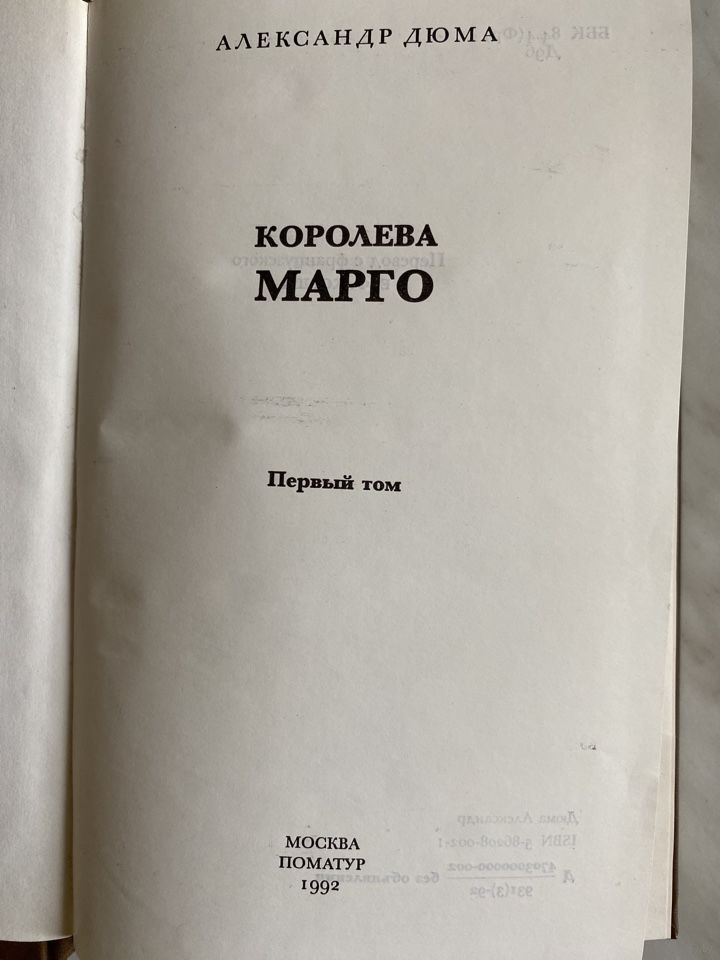 АЛЕКСАНДР ДЮМА
КОРОЛЕВА
МАРГО
Первый том
МОСКВА
ПОМАТУР
1992